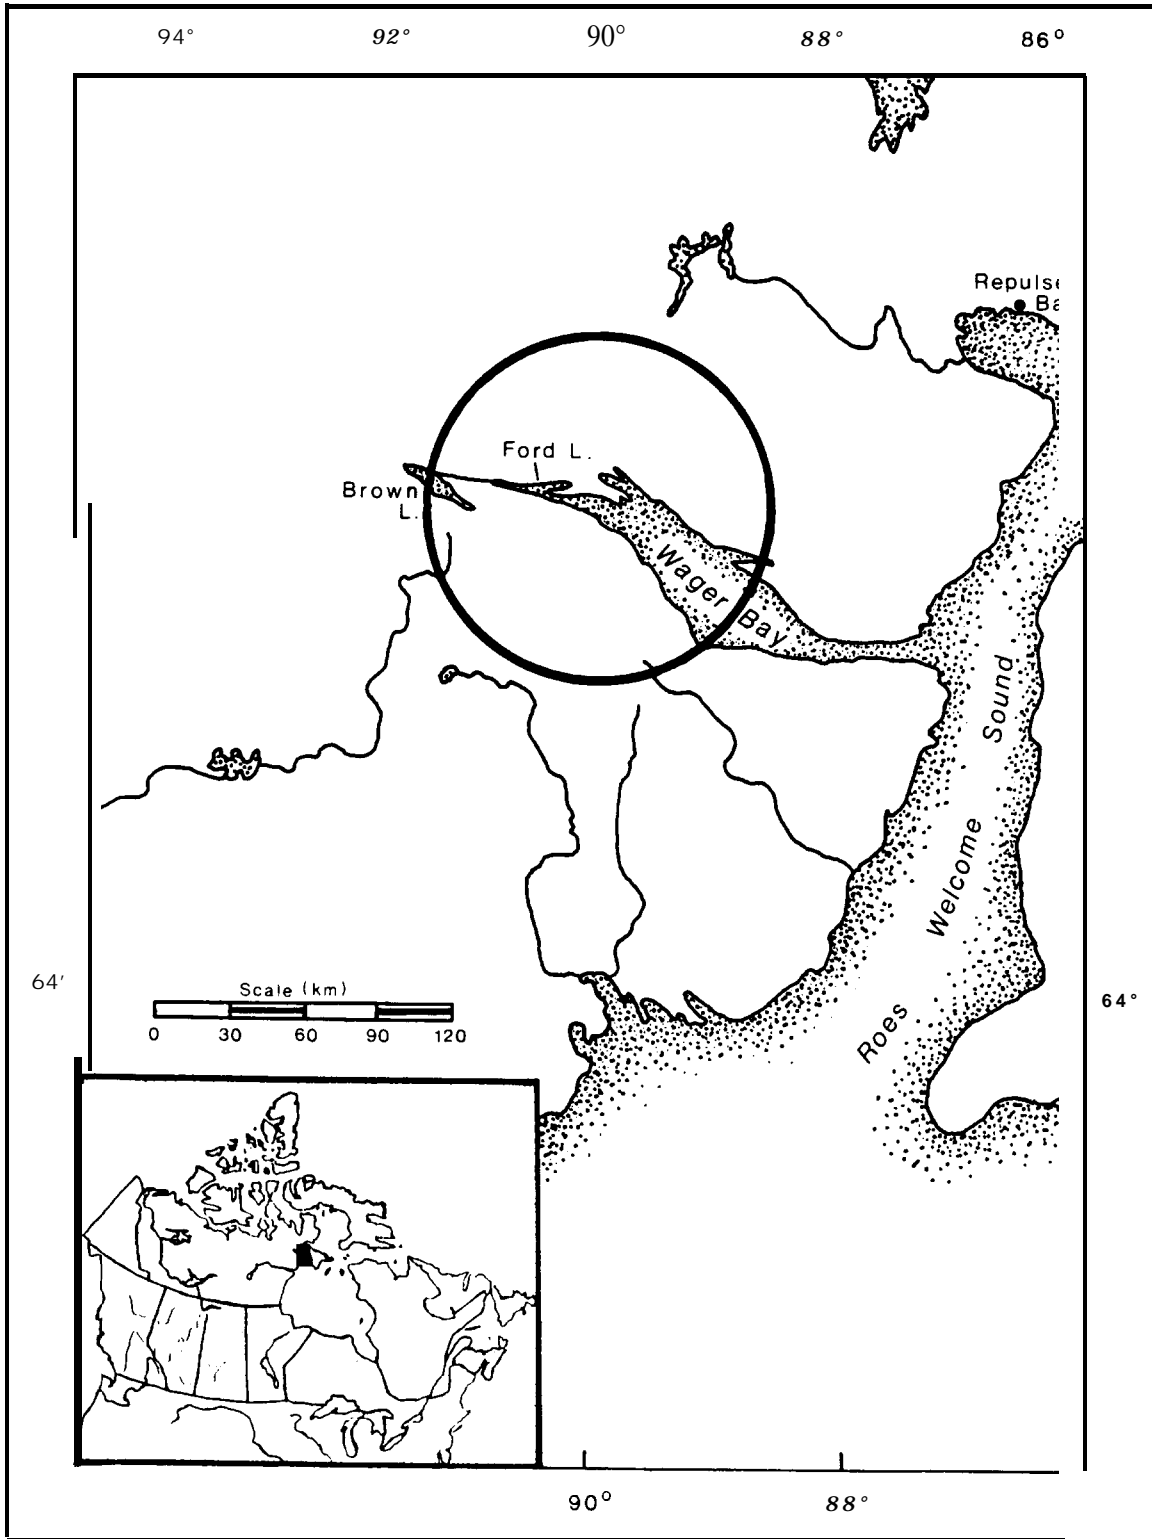 94° 92° 90° 88° 86°
Repulse
Ba
Ford L.
Brown
L.
Wager Bay
Roes Welcome Sound
64'
64°
Scale (km)
0 30 60 90 120
90° 88°